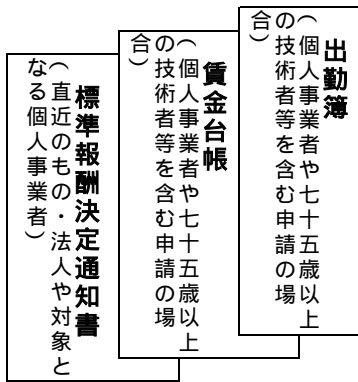 出勤簿
（個人事業者や七十五歳以上
の技術者等を含む申請の場
合）
賃金台帳
（個人事業者や七十五歳以上
の技術者等を含む申請の場
合）
標準報酬決定通知書
（直近のもの・法人や対象と
なる個人事業者）